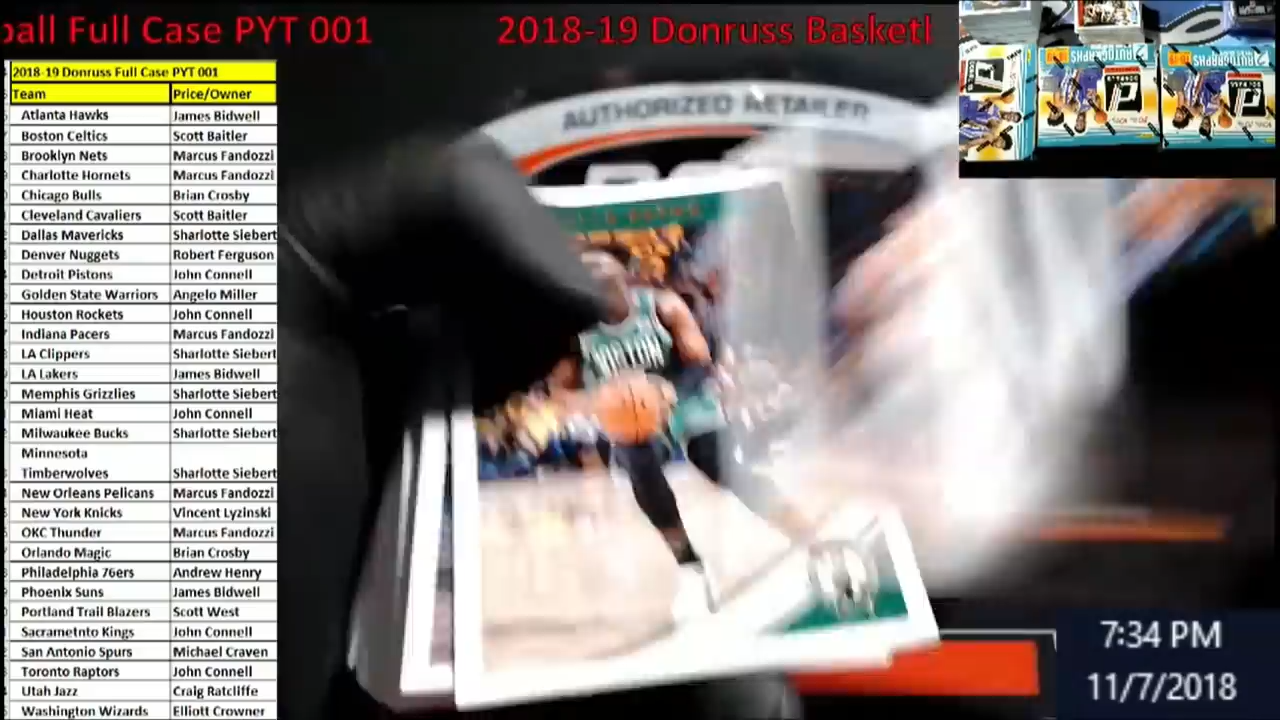 ball Full Case PYT 001
2018-19 Donruss Basketl
2018-19 Donruss Full Case PYT 001
Team Price/Owner
Atlanta Hawks James Bidwell
Boston Celtics Scott Baitler
Brooklyn Nets Marcus Fandozzi
Charlotte Hornets Marcus Fandozzi
Chicago Bulls Brian Crosby
Cleveland Cavaliers Scott Baitler
Dallas Mavericks Sharlotte Siebert
Denver Nuggets Robert Ferguson
Detroit Pistons John Connell
Golden State Warriors Angelo Miller
Houston Rockets John Connell
Indiana Pacers Marcus Fandozzi
LA Clippers Sharlotte Siebert
LA Lakers James Bidwell
Memphis Grizzlies Sharlotte Siebert
Miami Heat John Connell
Milwaukee Bucks Sharlotte Siebert
Minnesota
Timberwolves Sharlotte Siebert
New Orleans Pelicans Marcus Fandozzi
New York Knicks Vincent Lyzinski
OKC Thunder Marcus Fandozzi
Orlando Magic Brian Crosby
Philadelphia 76ers Andrew Henry
Phoenix Suns James Bidwell
Portland Trail Blazers Scott West
Sacrametnto Kings John Connell
San Antonio Spurs Michael Craven
Toronto Raptors John Connell
Utah Jazz Craig Ratcliffe
Washington Wizards Elliott Crowner
AUTHORIZED RETAILER
AUTOGRAPHS
AUTOGRAPHS
7:34 PM
11/7/2018